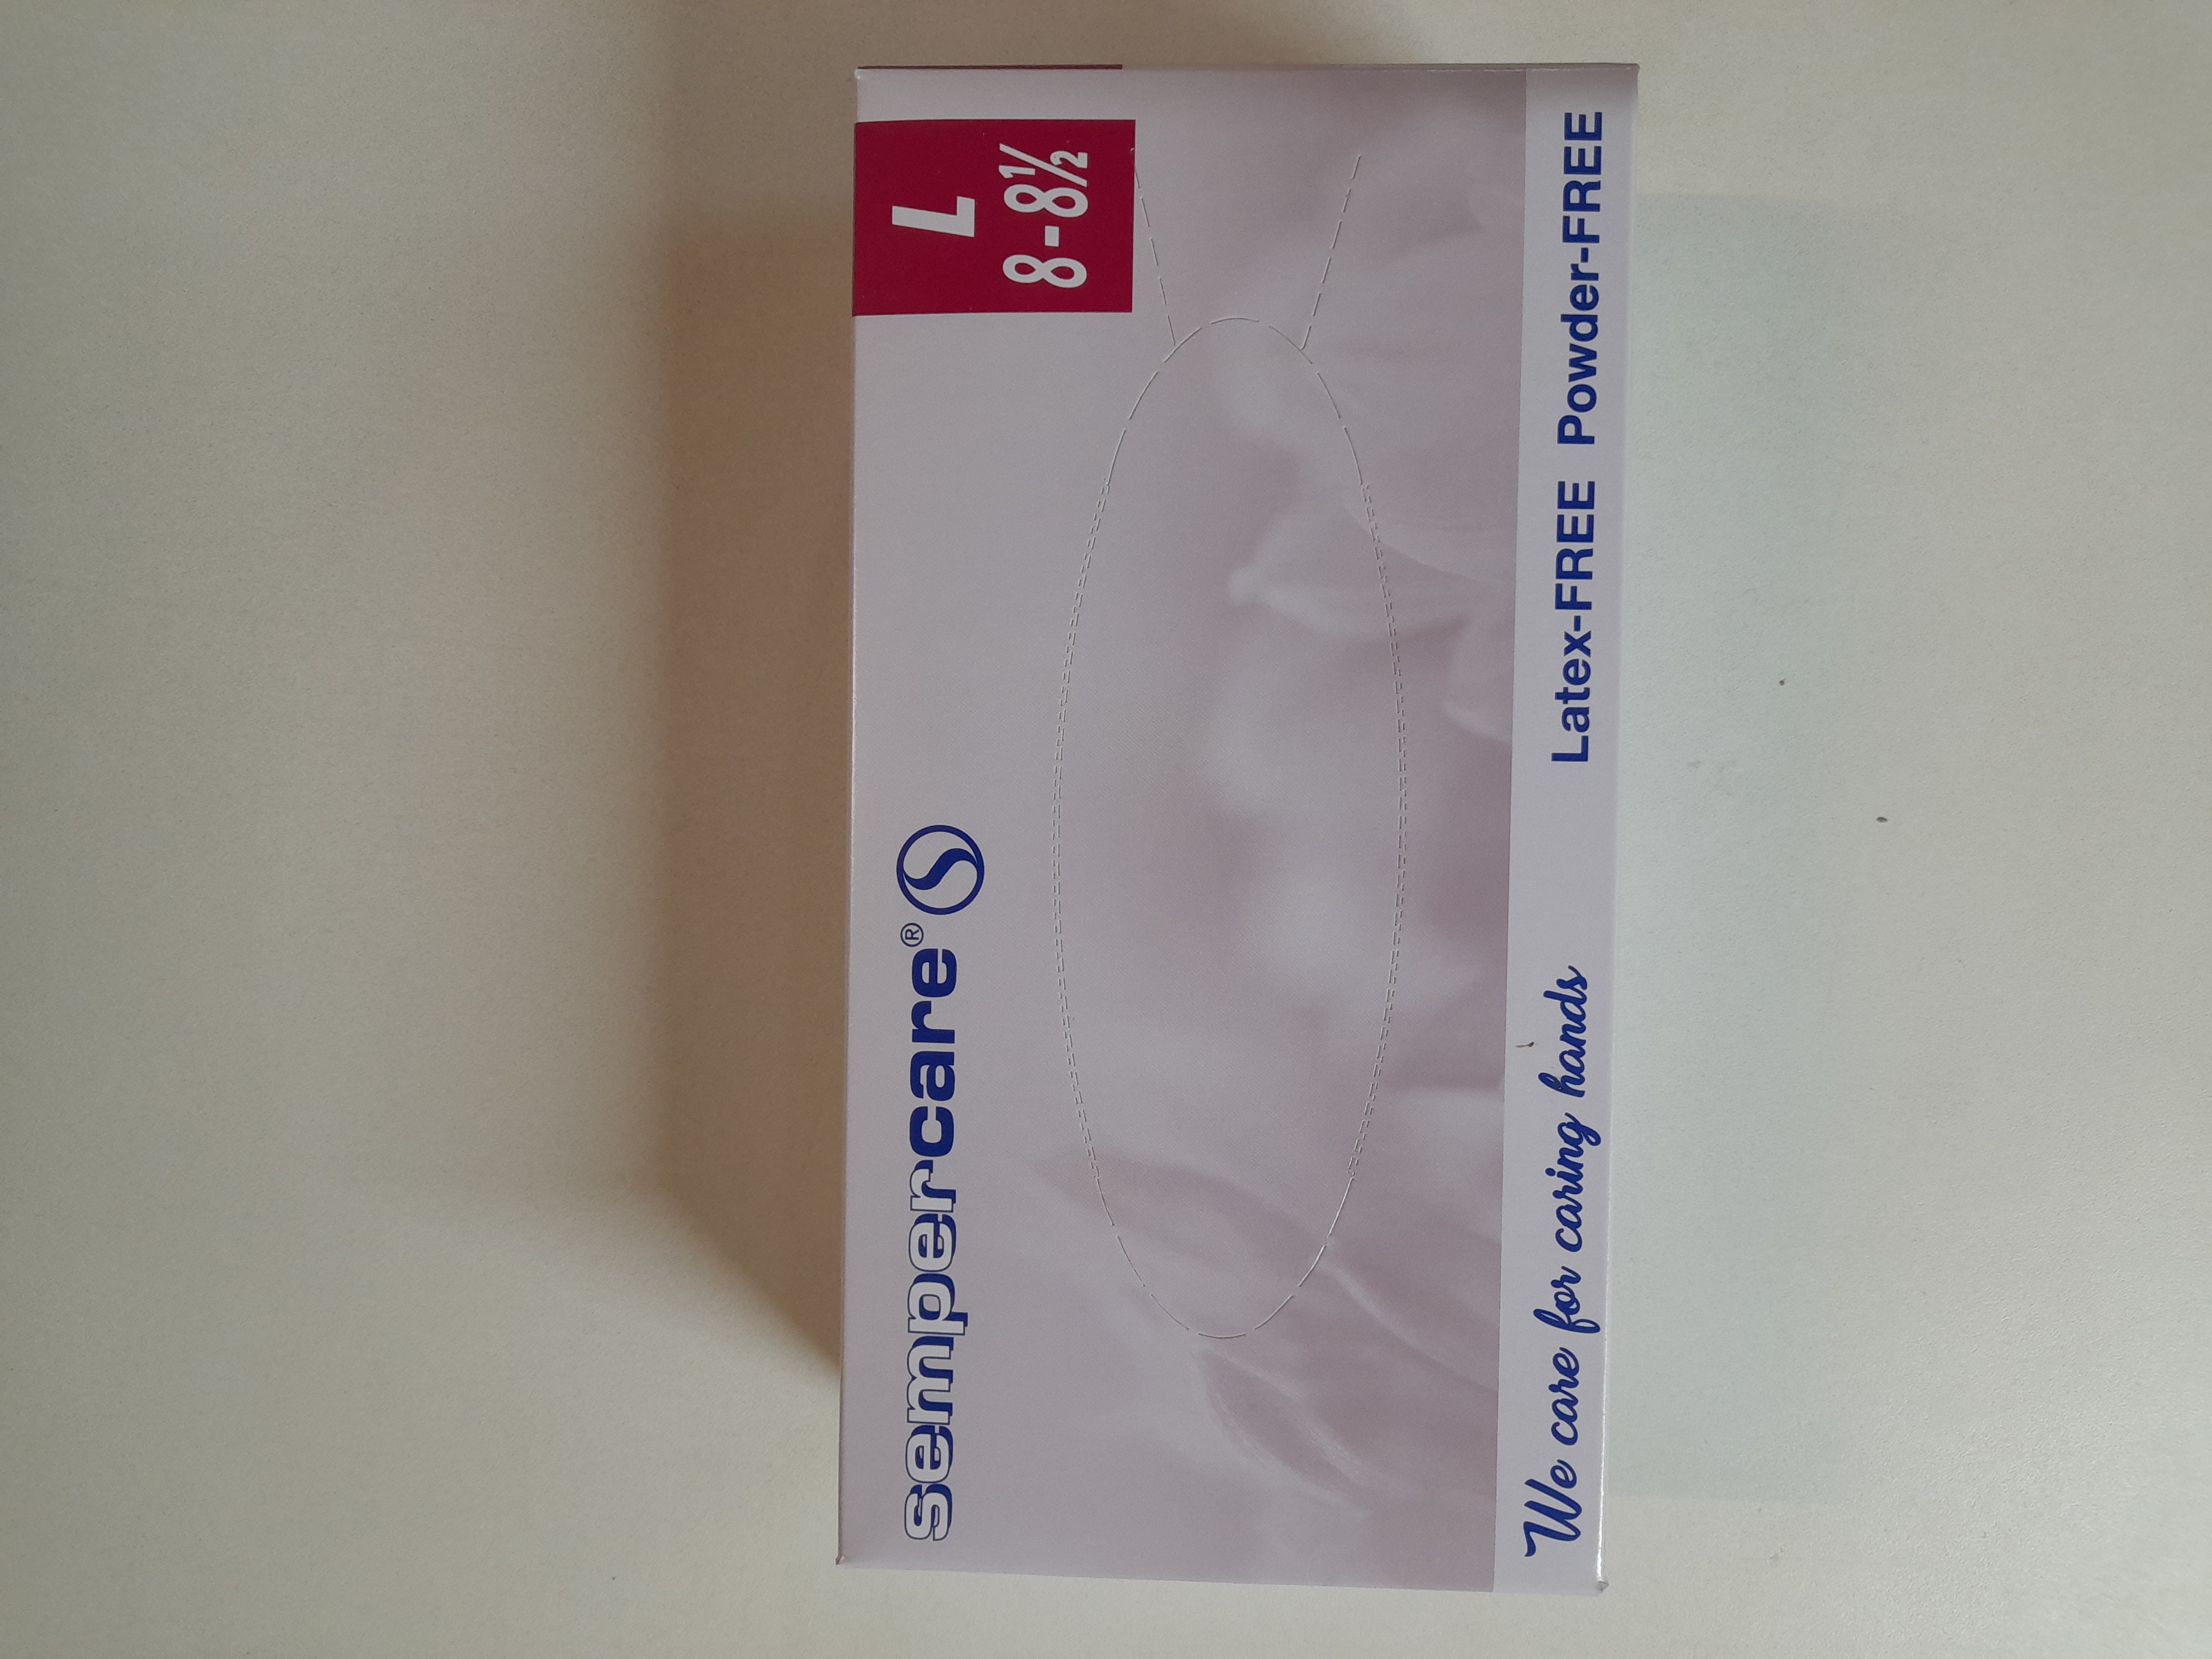 sempercare®
L
8-8½
We care for caring hands
Latex-FREE Powder-FREE